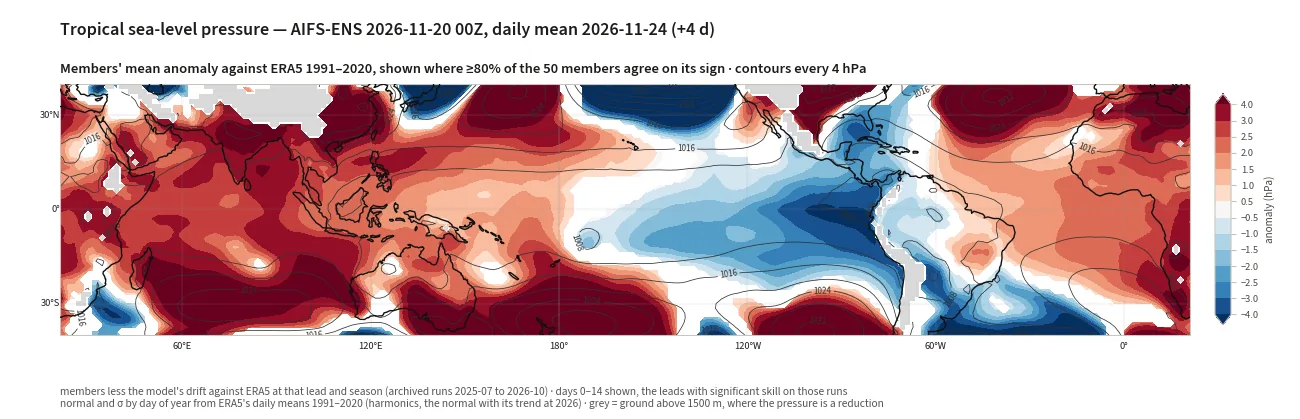 Tropical sea-level pressure — AIFS-ENS 2026-11-20 00Z, daily mean 2026-11-24 (+4 d)
Members' mean anomaly against ERA5 1991–2020, shown where ≥80% of the 50 members agree on its sign · contours every 4 hPa
30°N
0°
30°S
60°E
120°E
180°
120°W
60°W
0°
1016
1016
1016
1016
1008
1016
1024
1016
1016
1016
4.0
3.0
2.0
1.5
1.0
0.5
−0.5
−1.0
−1.5
−2.0
−3.0
−4.0
anomaly (hPa)
members less the model's drift against ERA5 at that lead and season (archived runs 2025-07 to 2026-10) · days 0–14 shown, the leads with significant skill on those runs
normal and σ by day of year from ERA5's daily means 1991–2020 (harmonics, the normal with its trend at 2026) · grey = ground above 1500 m, where the pressure is a reduction